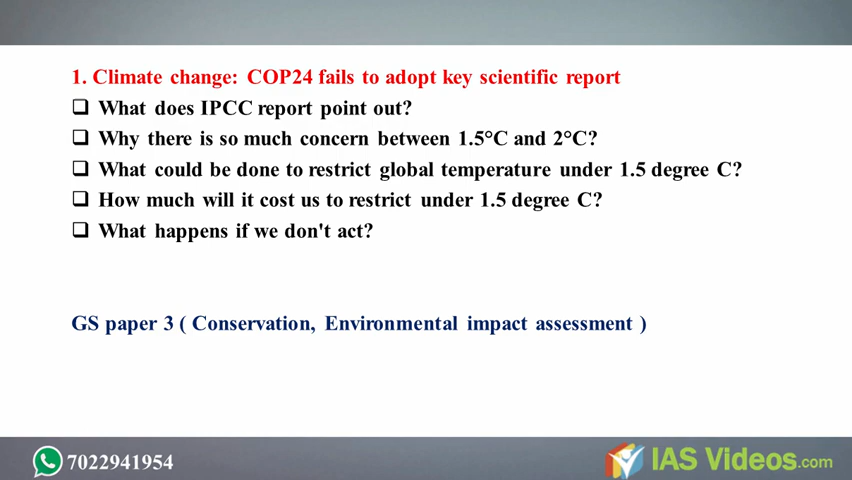 1. Climate change: COP24 fails to adopt key scientific report
❑ What does IPCC report point out?
❑ Why there is so much concern between 1.5°C and 2°C?
❑ What could be done to restrict global temperature under 1.5 degree C?
❑ How much will it cost us to restrict under 1.5 degree C?
❑ What happens if we don't act?
GS paper 3 ( Conservation, Environmental impact assessment )
7022941954
IAS Videos.com